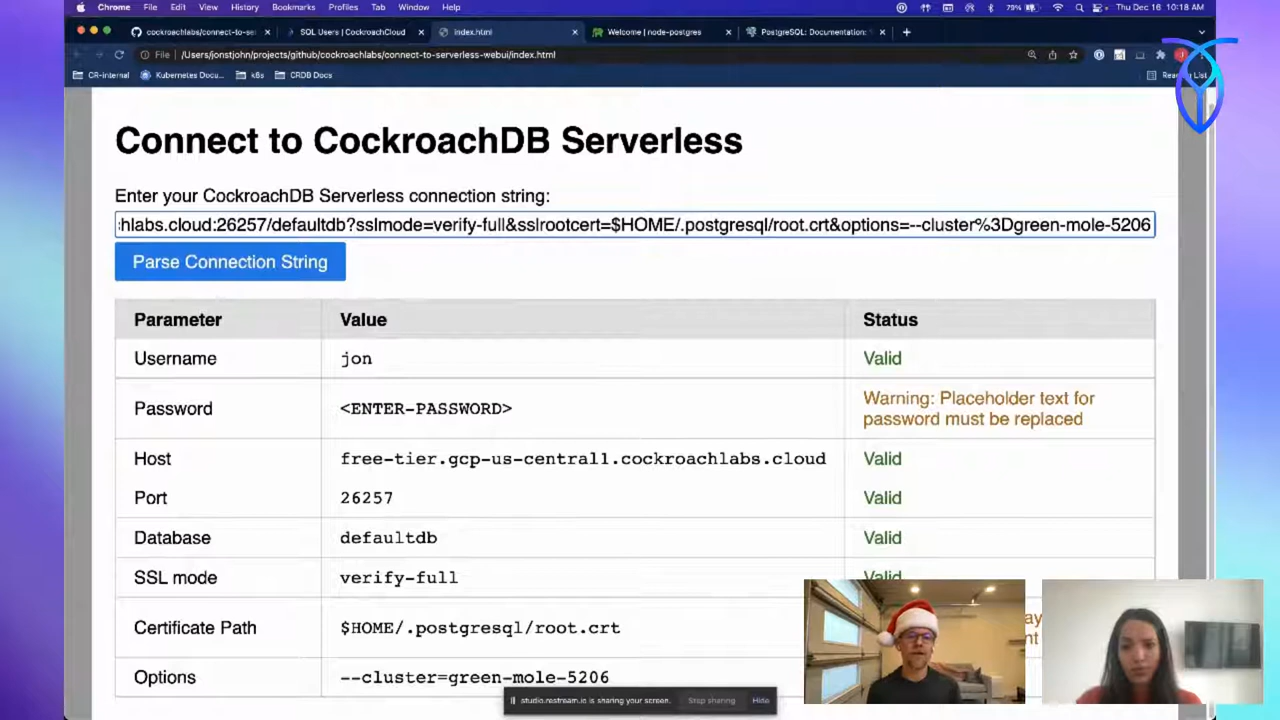 Chrome File Edit View History Bookmarks Profiles Tab Window Help 79% Thu Dec 16 10:18 AM
cockroachlabs/connect-to-se SQL Users | CockroachCloud index.html Welcome | node-postgres PostgreSQL: Documentation:
File /Users/jonstjohn/projects/github/cockroachlabs/connect-to-serverless-webui/index.html
CR-internal Kubernetes Docu... k8s CRDB Docs List
Connect to CockroachDB Serverless
Enter your CockroachDB Serverless connection string:
hlabs.cloud:26257/defaultdb?sslmode=verify-full&sslrootcert=$HOME/.postgresql/root.crt&options=--cluster%3Dgreen-mole-5206
Parse Connection String
Parameter Value Status
Username jon Valid
Password <ENTER-PASSWORD> Warning: Placeholder text for
password must be replaced
Host free-tier.gcp-us-central1.cockroachlabs.cloud Valid
Port 26257 Valid
Database defaultdb Valid
SSL mode verify-full Valid
Certificate Path $HOME/.postgresql/root.crt
Options --cluster=green-mole-5206
studio.restream.io is sharing your screen. Stop sharing Hide